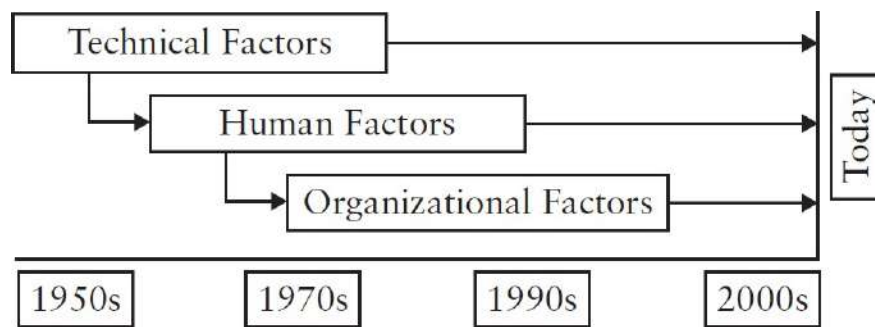 Technical Factors
Human Factors
Organizational Factors
Today
1950s
1970s
1990s
2000s